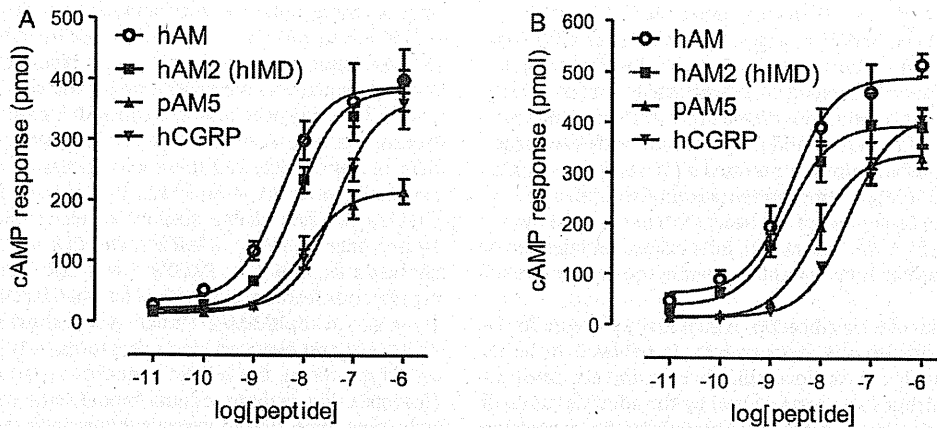 A
cAMP response (pmol)
500
400
300
200
100
0
hAM
hAM2 (hIMD)
pAM5
hCGRP
-11 -10 -9 -8 -7 -6
log[peptide]
B
cAMP response (pmol)
600
500
400
300
200
100
0
hAM
hAM2 (hIMD)
pAM5
hCGRP
-11 -10 -9 -8 -7 -6
log[peptide]